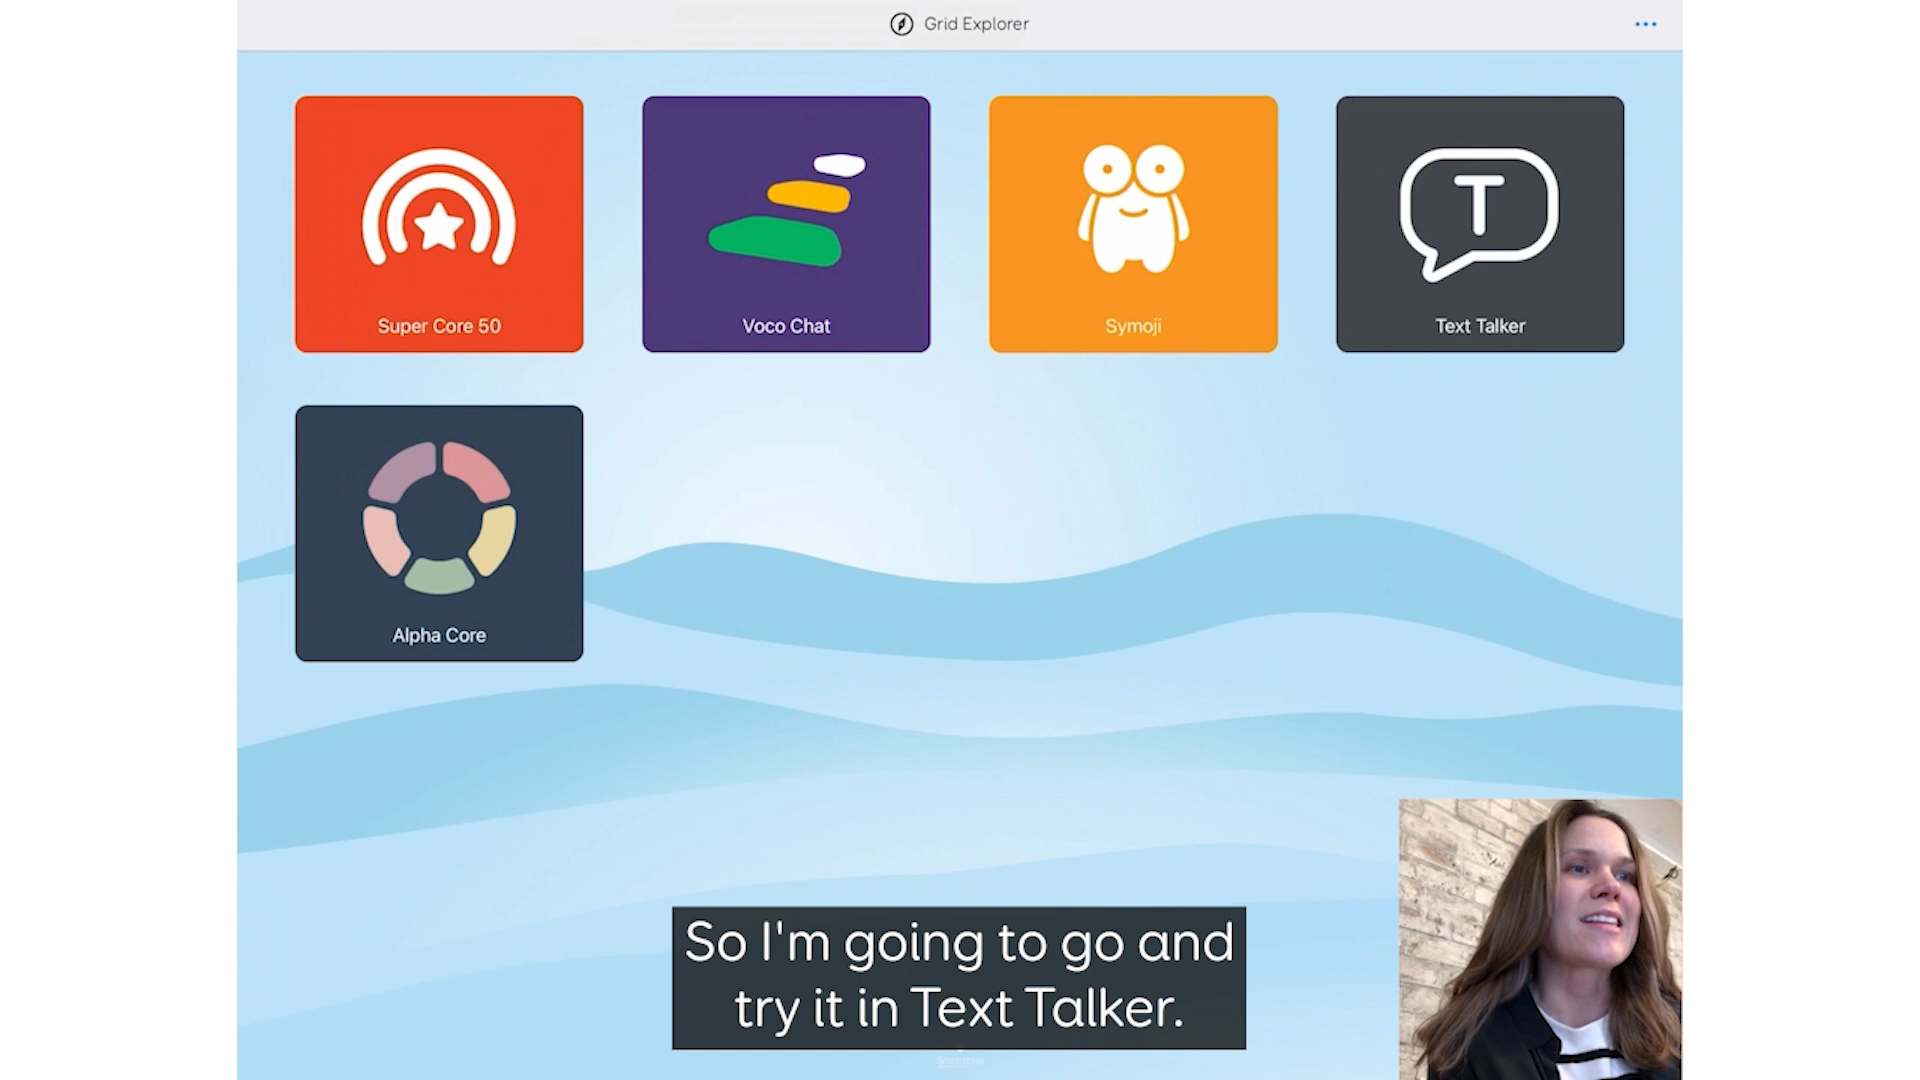 Grid Explorer
Super Core 50
Voco Chat
Symoji
Text Talker
T
Alpha Core
So I'm going to go and
try it in Text Talker.
Smartbox